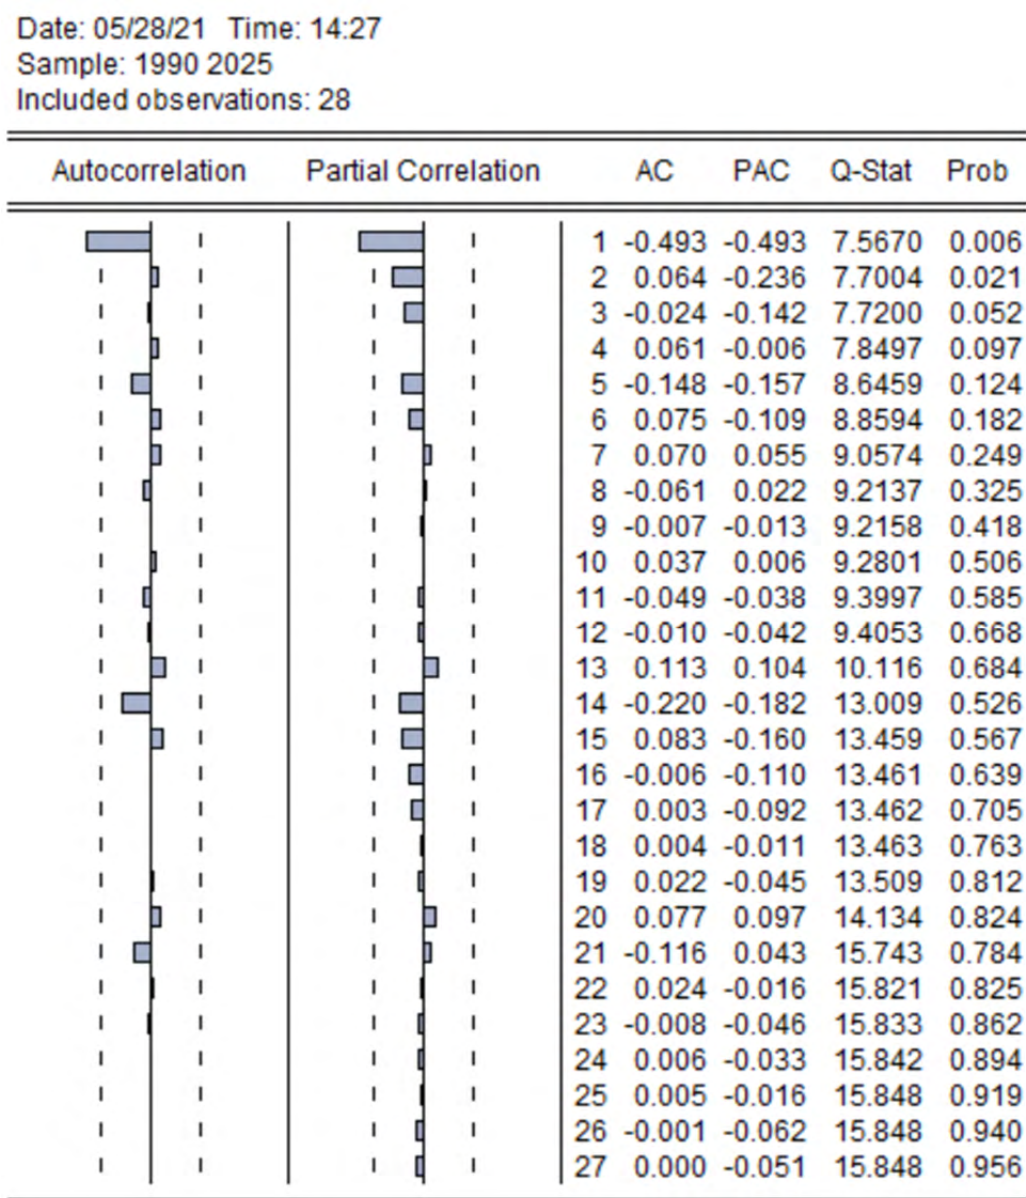 Date: 05/28/21 Time: 14:27
Sample: 1990 2025
Included observations: 28
Autocorrelation Partial Correlation AC PAC Q-Stat Prob
1 -0.493 -0.493 7.5670 0.006
2 0.064 -0.236 7.7004 0.021
3 -0.024 -0.142 7.7200 0.052
4 0.061 -0.006 7.8497 0.097
5 -0.148 -0.157 8.6459 0.124
6 0.075 -0.109 8.8594 0.182
7 0.070 0.055 9.0574 0.249
8 -0.061 0.022 9.2137 0.325
9 -0.007 -0.013 9.2158 0.418
10 0.037 0.006 9.2801 0.506
11 -0.049 -0.038 9.3997 0.585
12 -0.010 -0.042 9.4053 0.668
13 0.113 0.104 10.116 0.684
14 -0.220 -0.182 13.009 0.526
15 0.083 -0.160 13.459 0.567
16 -0.006 -0.110 13.461 0.639
17 0.003 -0.092 13.462 0.705
18 0.004 -0.011 13.463 0.763
19 0.022 -0.045 13.509 0.812
20 0.077 0.097 14.134 0.824
21 -0.116 0.043 15.743 0.784
22 0.024 -0.016 15.821 0.825
23 -0.008 -0.046 15.833 0.862
24 0.006 -0.033 15.842 0.894
25 0.005 -0.016 15.848 0.919
26 -0.001 -0.062 15.848 0.940
27 0.000 -0.051 15.848 0.956